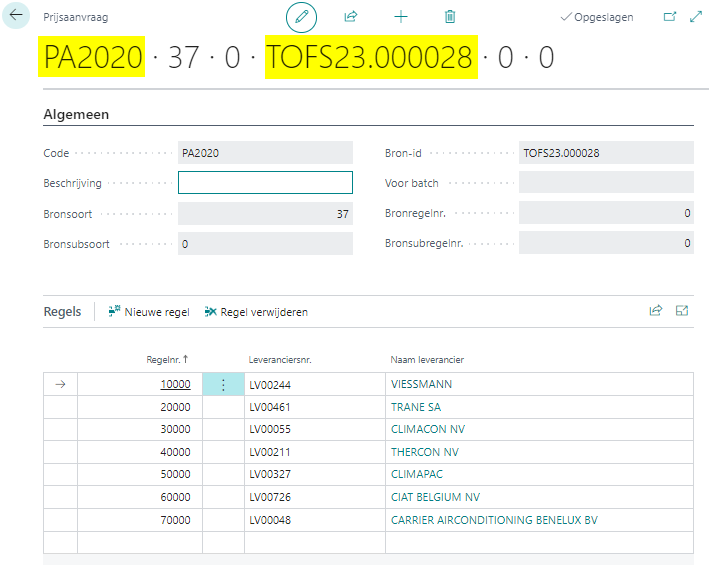 Prijsaanvraag
Opgeslagen
PA2020 · 37 · 0 · TOFS23.000028 · 0 · 0
Algemeen
Code PA2020
Beschrijving
Bronsoort 37
Bronsubsoort 0
Bron-id TOFS23.000028
Voor batch
Bronregelnr. 0
Bronsubregelnr. 0
Regels Nieuwe regel Regel verwijderen
Regelnr. ↑ Leveranciersnr. Naam leverancier
10000 LV00244 VIESSMANN
20000 LV00461 TRANE SA
30000 LV00055 CLIMACON NV
40000 LV00211 THERCON NV
50000 LV00327 CLIMAPAC
60000 LV00726 CIAT BELGIUM NV
70000 LV00048 CARRIER AIRCONDITIONING BENELUX BV